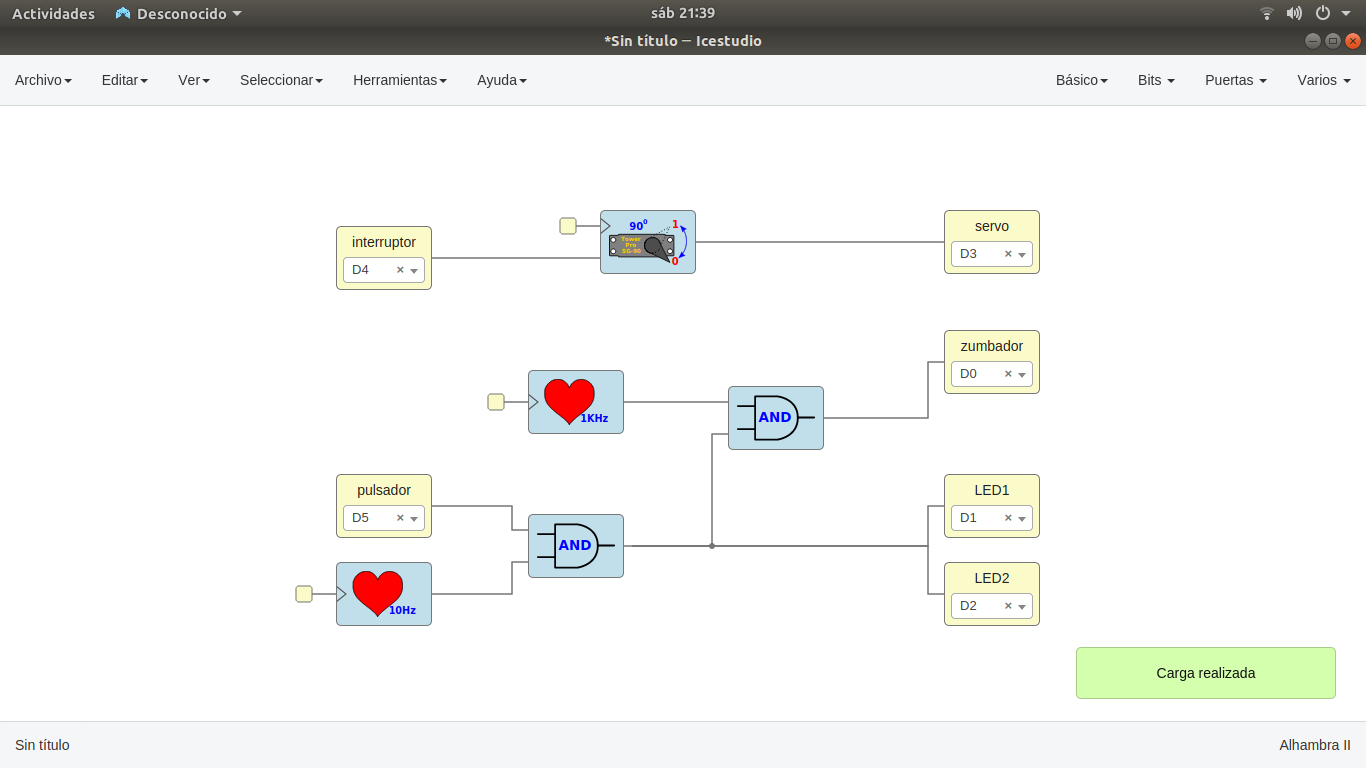 Actividades Desconocido sáb 21:39
*Sin título — Icestudio
Archivo Editar Ver Seleccionar Herramientas Ayuda Básico Bits Puertas Varios
interruptor
D4 ×
90º 1
Tower
Pro
SG-90
0
servo
D3 ×
zumbador
D0 ×
1KHz
AND
pulsador
D5 ×
AND
LED1
D1 ×
10Hz
LED2
D2 ×
Carga realizada
Sin título Alhambra II